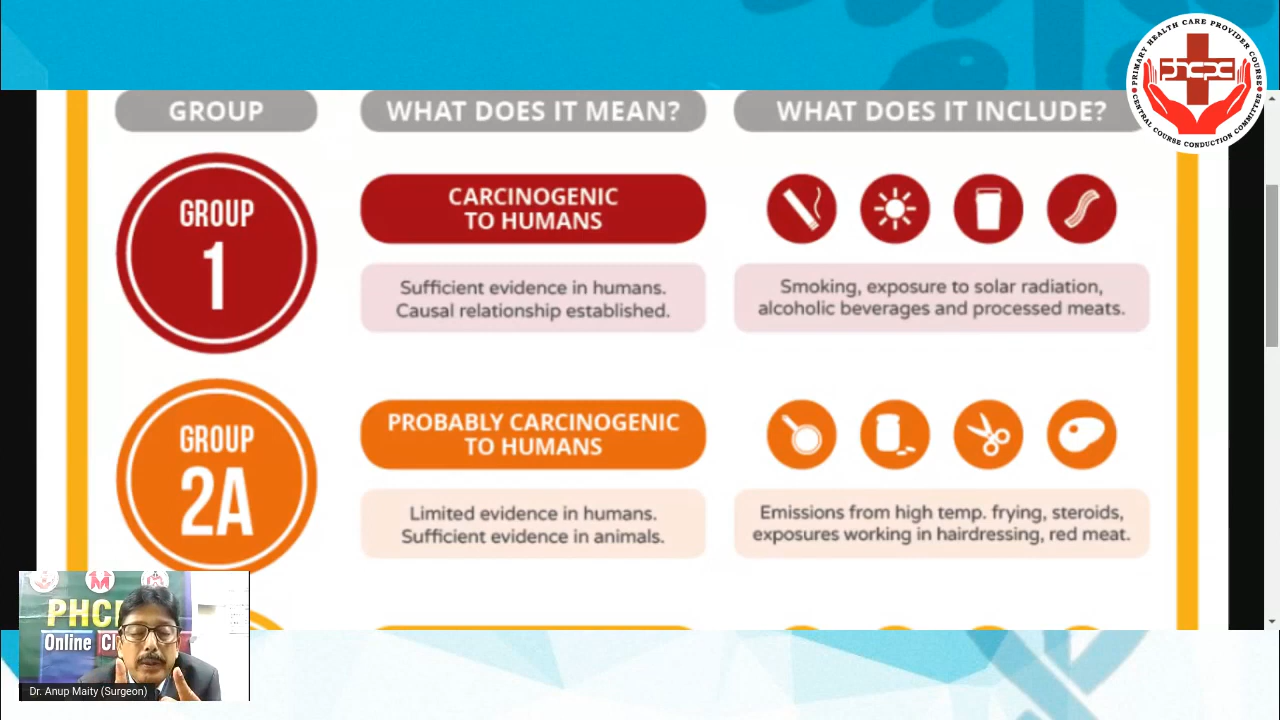 PRIMARY HEALTH CARE PROVIDER COURSE
phcpc
CENTRAL COURSE CONDUCTION COMMITTEE
GROUP
WHAT DOES IT MEAN?
WHAT DOES IT INCLUDE?
GROUP
1
CARCINOGENIC
TO HUMANS
Sufficient evidence in humans.
Causal relationship established.
Smoking, exposure to solar radiation,
alcoholic beverages and processed meats.
GROUP
2A
PROBABLY CARCINOGENIC
TO HUMANS
Limited evidence in humans.
Sufficient evidence in animals.
Emissions from high temp. frying, steroids,
exposures working in hairdressing, red meat.
Online
Dr. Anup Maity (Surgeon)